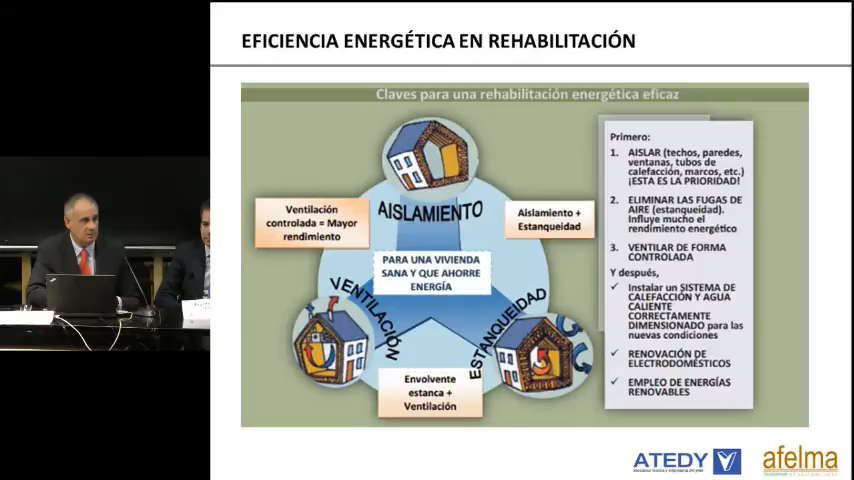 EFICIENCIA ENERGÉTICA EN REHABILITACIÓN
Claves para una rehabilitación energética eficaz
AISLAMIENTO
Ventilación
controlada = Mayor
rendimiento
Aislamiento +
Estanqueidad
PARA UNA VIVIENDA
SANA Y QUE AHORRE
ENERGÍA
VENTILACIÓN
ESTANQUEIDAD
Envolvente
estanca +
Ventilación
Primero:
1. AISLAR (techos, paredes,
ventanas, tubos de
calefacción, marcos, etc.)
¡ESTA ES LA PRIORIDAD!
2. ELIMINAR LAS FUGAS DE
AIRE (estanqueidad).
Influye mucho el
rendimiento energético
3. VENTILAR DE FORMA
CONTROLADA
Y después,
✓ Instalar un SISTEMA DE
CALEFACCIÓN Y AGUA
CALIENTE
CORRECTAMENTE
DIMENSIONADO para las
nuevas condiciones
✓ RENOVACIÓN DE
ELECTRODOMÉSTICOS
✓ EMPLEO DE ENERGÍAS
RENOVABLES
ATEDY
afelma